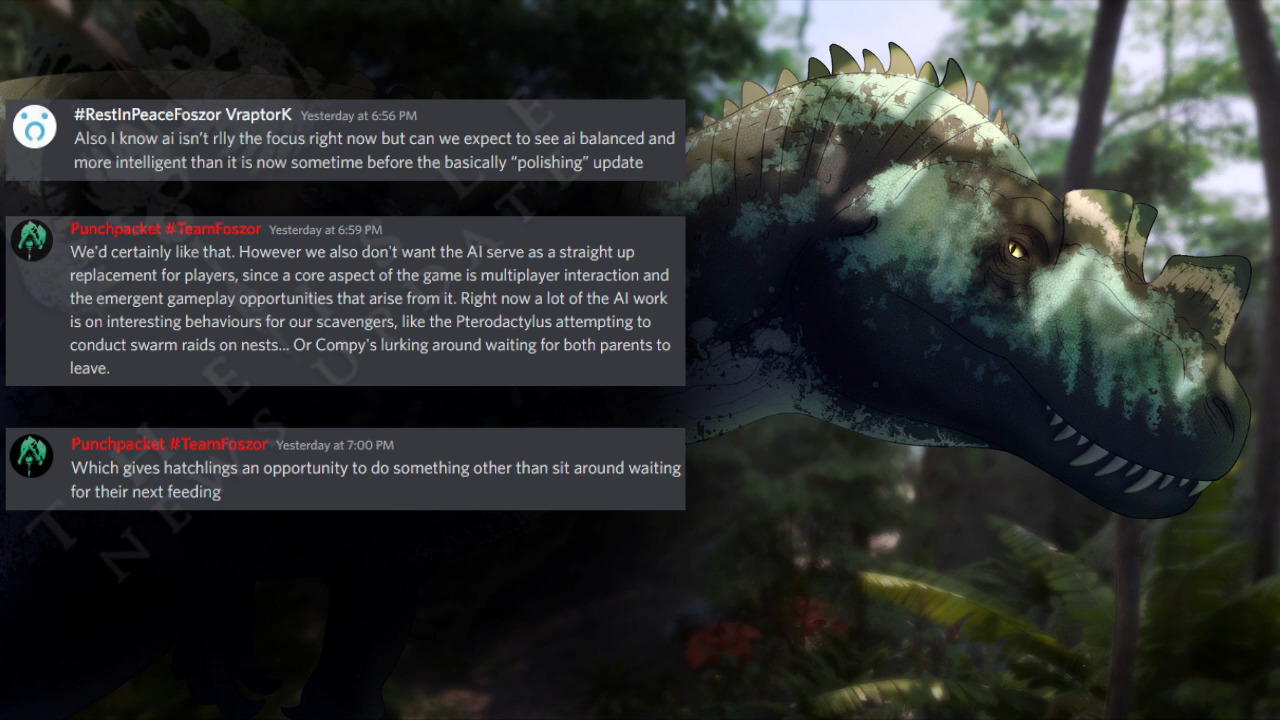 #RestInPeaceFoszor VraptorK Yesterday at 6:56 PM
Also I know ai isn't rlly the focus right now but can we expect to see ai balanced and
more intelligent than it is now sometime before the basically “polishing” update
Punchpacket #TeamFoszor Yesterday at 6:59 PM
We'd certainly like that. However we also don't want the AI serve as a straight up
replacement for players, since a core aspect of the game is multiplayer interaction and
the emergent gameplay opportunities that arise from it. Right now a lot of the AI work
is on interesting behaviours for our scavengers, like the Pterodactylus attempting to
conduct swarm raids on nests... Or Compy's lurking around waiting for both parents to
leave.
Punchpacket #TeamFoszor Yesterday at 7:00 PM
Which gives hatchlings an opportunity to do something other than sit around waiting
for their next feeding